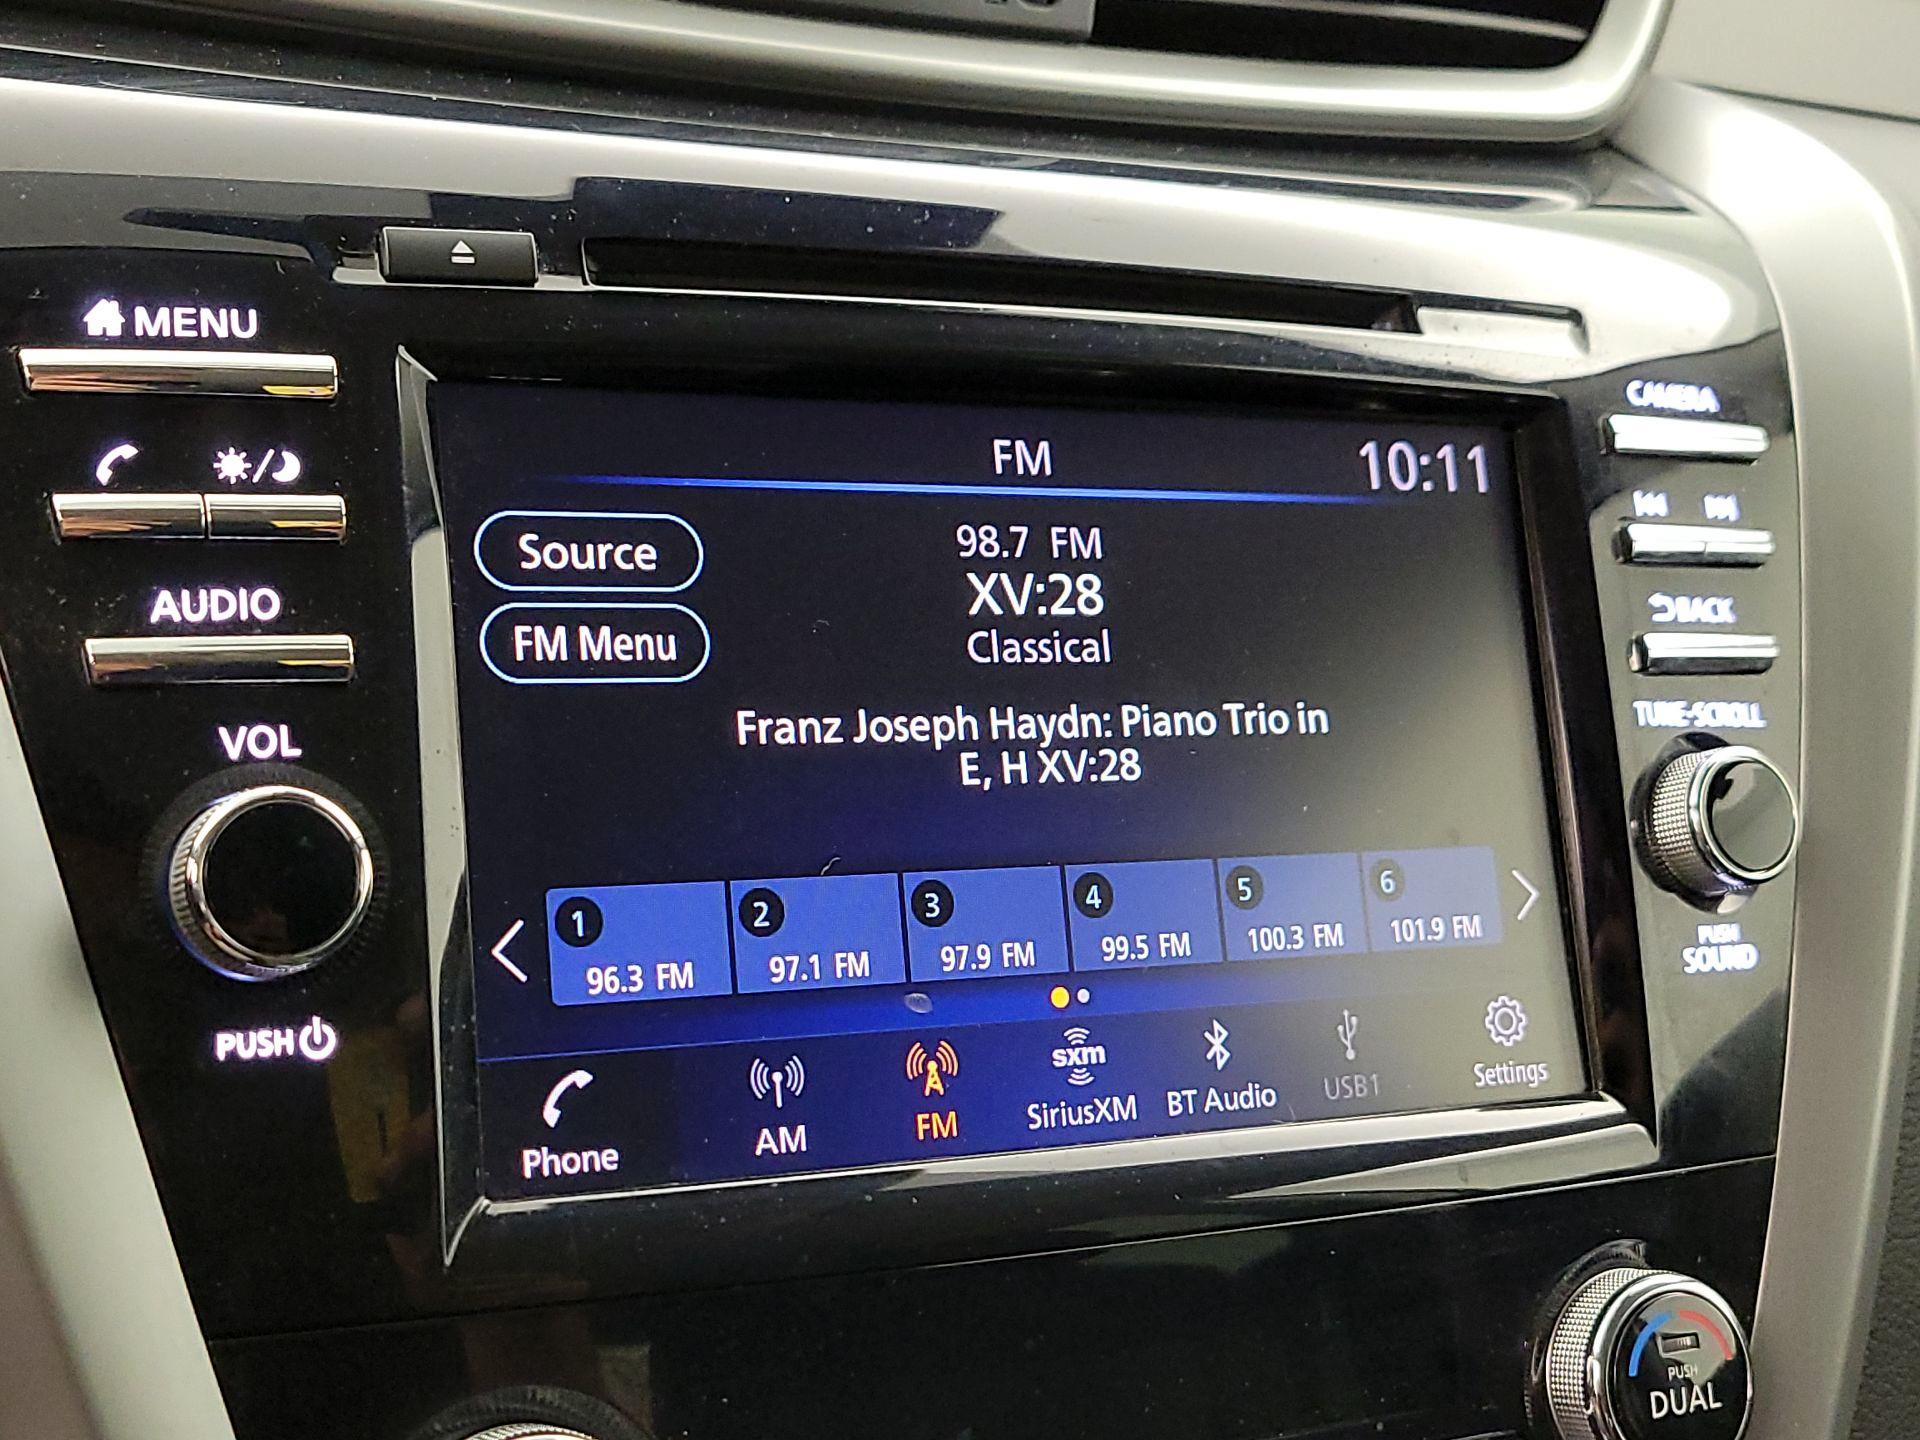 MENU
CAMERA
FM
10:11
Source
98.7 FM
XV:28
FM Menu
Classical
AUDIO
BACK
Franz Joseph Haydn: Piano Trio in
E, H XV:28
TUNE·SCROLL
VOL
1
2
3
4
5
6
96.3 FM
97.1 FM
97.9 FM
99.5 FM
100.3 FM
101.9 FM
PUSH
SOUND
PUSH
Phone
AM
FM
sxm
SiriusXM
BT Audio
USB1
Settings
PUSH
DUAL